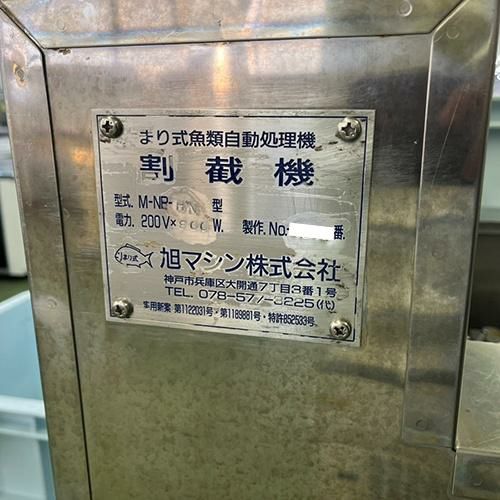 まり式魚類自動処理機
割截機
型式. M-NP- 型
電力. 200V× W. 製作. No. 番.
まり式
旭マシン株式会社
神戸市兵庫区大開通7丁目3番1号
TEL. 078-577-3225(代)
実用新案 第1122031号・第1189881号・特許852533号